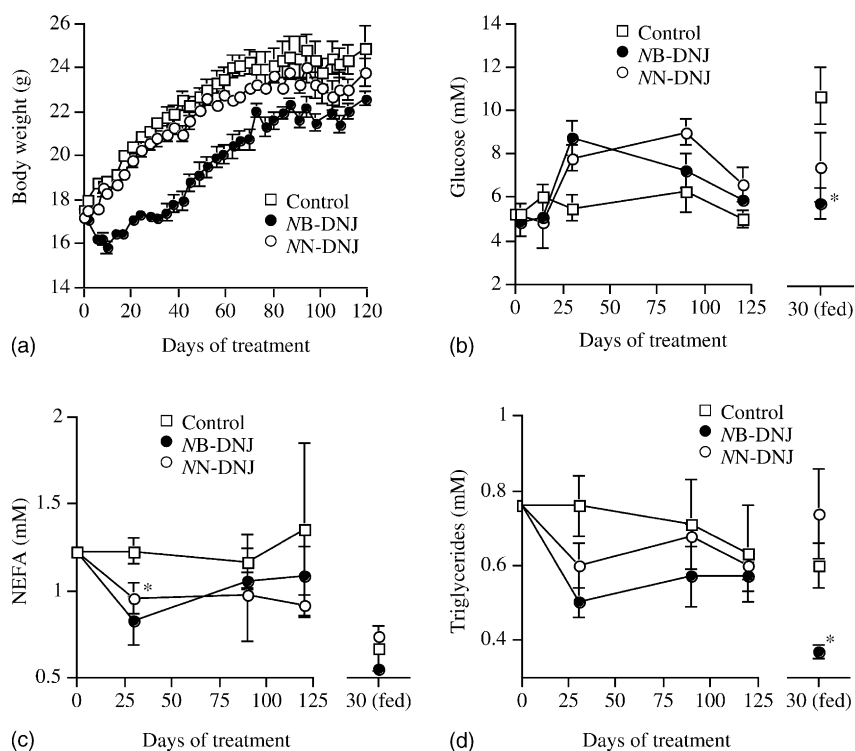 26
24
22
20
18
16
14
Body weight (g)
Control
NB-DNJ
NN-DNJ
0 20 40 60 80 100 120
(a) Days of treatment
14
12
10
8
6
4
2
Glucose (mM)
Control
NB-DNJ
NN-DNJ
*
0 25 50 75 100 125 30 (fed)
(b) Days of treatment
2
1.5
1
0.5
NEFA (mM)
Control
NB-DNJ
NN-DNJ
*
0 25 50 75 100 125 30 (fed)
(c) Days of treatment
1
0.8
0.6
0.4
Triglycerides (mM)
Control
NB-DNJ
NN-DNJ
*
0 25 50 75 100 125 30 (fed)
(d) Days of treatment